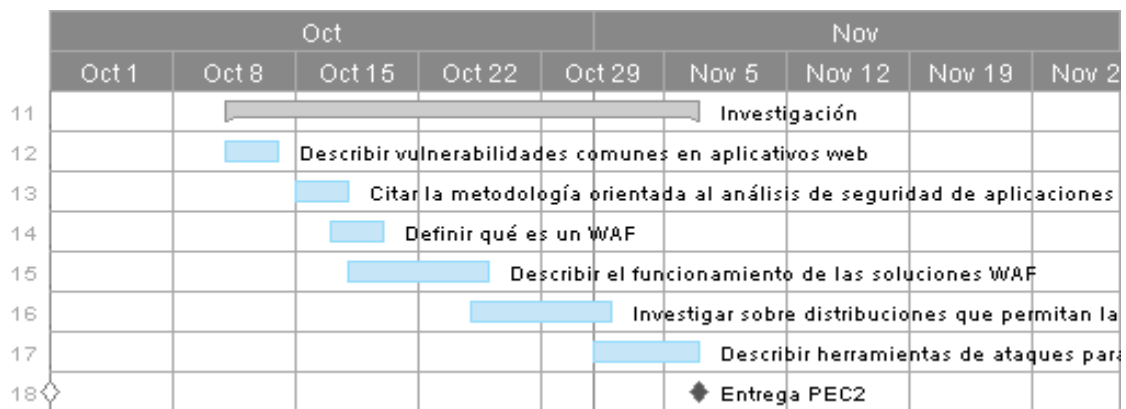 Oct Nov
Oct 1 Oct 8 Oct 15 Oct 22 Oct 29 Nov 5 Nov 12 Nov 19 Nov 2
11 Investigación
12 Describir vulnerabilidades comunes en aplicativos web
13 Citar la metodología orientada al análisis de seguridad de aplicaciones
14 Definir qué es un WAF
15 Describir el funcionamiento de las soluciones WAF
16 Investigar sobre distribuciones que permitan la
17 Describir herramientas de ataques para
18 Entrega PEC2